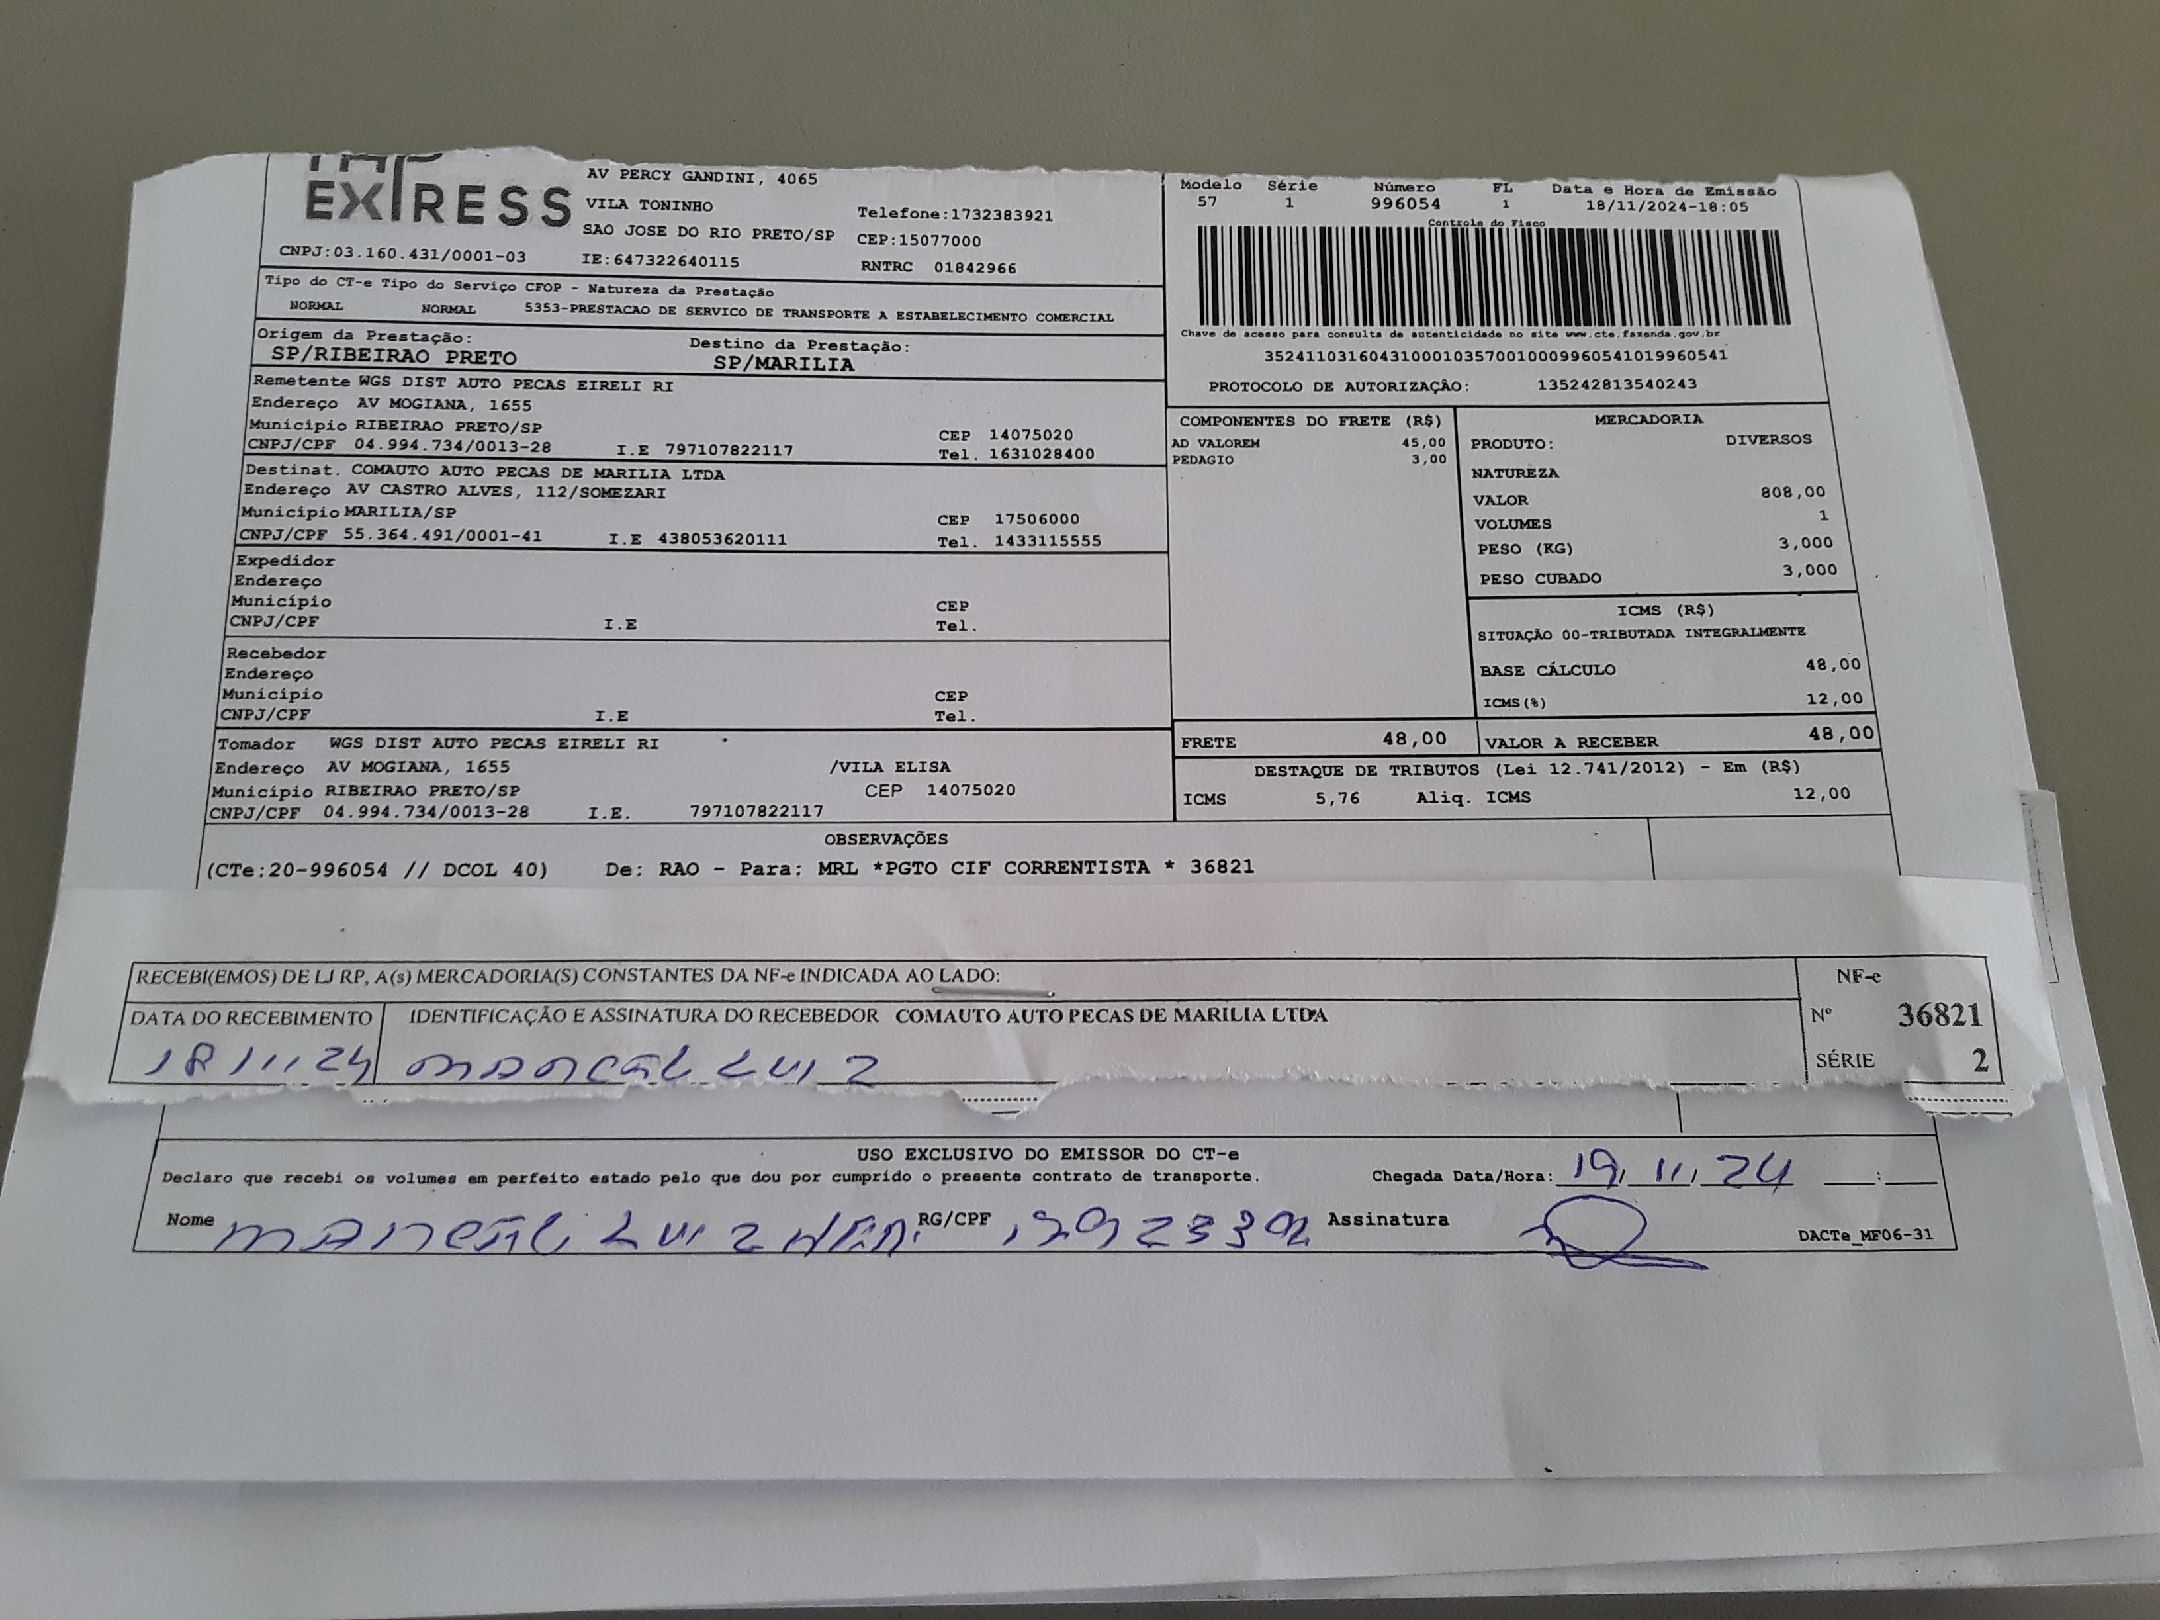 EXPRESS
AV PERCY GANDINI, 4065
VILA TONINHO
SAO JOSE DO RIO PRETO/SP
Telefone:1732383921
CEP:15077000
CNPJ:03.160.431/0001-03 IE:647322640115 RNTRC 01842966
Modelo Série Número FL Data e Hora de Emissão
57 1 996054 1 18/11/2024-18:05
Controle do Fisco
Chave de acesso para consulta de autenticidade no site www.cte.fazenda.gov.br
35241103160431000103570010009960541019960541
PROTOCOLO DE AUTORIZAÇÃO: 135242813540243
Tipo do CT-e Tipo do Serviço CFOP - Natureza da Prestação
NORMAL NORMAL 5353-PRESTACAO DE SERVICO DE TRANSPORTE A ESTABELECIMENTO COMERCIAL
Origem da Prestação: Destino da Prestação:
SP/RIBEIRAO PRETO SP/MARILIA
Remetente WGS DIST AUTO PECAS EIRELI RI
Endereço AV MOGIANA, 1655
Município RIBEIRAO PRETO/SP CEP 14075020
CNPJ/CPF 04.994.734/0013-28 I.E 797107822117 Tel. 1631028400
Destinat. COMAUTO AUTO PECAS DE MARILIA LTDA
Endereço AV CASTRO ALVES, 112/SOMEZARI
Município MARILIA/SP CEP 17506000
CNPJ/CPF 55.364.491/0001-41 I.E 438053620111 Tel. 1433115555
Expedidor
Endereço
Município CEP
CNPJ/CPF I.E Tel.
Recebedor
Endereço
Município CEP
CNPJ/CPF I.E Tel.
Tomador WGS DIST AUTO PECAS EIRELI RI
Endereço AV MOGIANA, 1655 /VILA ELISA
Município RIBEIRAO PRETO/SP CEP 14075020
CNPJ/CPF 04.994.734/0013-28 I.E. 797107822117
COMPONENTES DO FRETE (R$)
AD VALOREM 45,00
PEDAGIO 3,00
MERCADORIA
PRODUTO: DIVERSOS
NATUREZA
VALOR 808,00
VOLUMES 1
PESO (KG) 3,000
PESO CUBADO 3,000
ICMS (R$)
SITUAÇÃO 00-TRIBUTADA INTEGRALMENTE
BASE CÁLCULO 48,00
ICMS(%) 12,00
FRETE 48,00 VALOR A RECEBER 48,00
DESTAQUE DE TRIBUTOS (Lei 12.741/2012) - Em (R$)
ICMS 5,76 Aliq. ICMS 12,00
OBSERVAÇÕES
(CTe:20-996054 // DCOL 40) De: RAO - Para: MRL *PGTO CIF CORRENTISTA * 36821
RECEBI(EMOS) DE LJ RP, A(s) MERCADORIA(S) CONSTANTES DA NF-e INDICADA AO LADO:
NF-e
Nº 36821
SÉRIE 2
DATA DO RECEBIMENTO IDENTIFICAÇÃO E ASSINATURA DO RECEBEDOR COMAUTO AUTO PECAS DE MARILIA LTDA
18 11 24 MARCAL LUIZ
USO EXCLUSIVO DO EMISSOR DO CT-e
Declaro que recebi os volumes em perfeito estado pelo que dou por cumprido o presente contrato de transporte. Chegada Data/Hora: 19 11 24 :
Nome MARCAL LUIZ RG/CPF Assinatura
DACTe_MF06-31